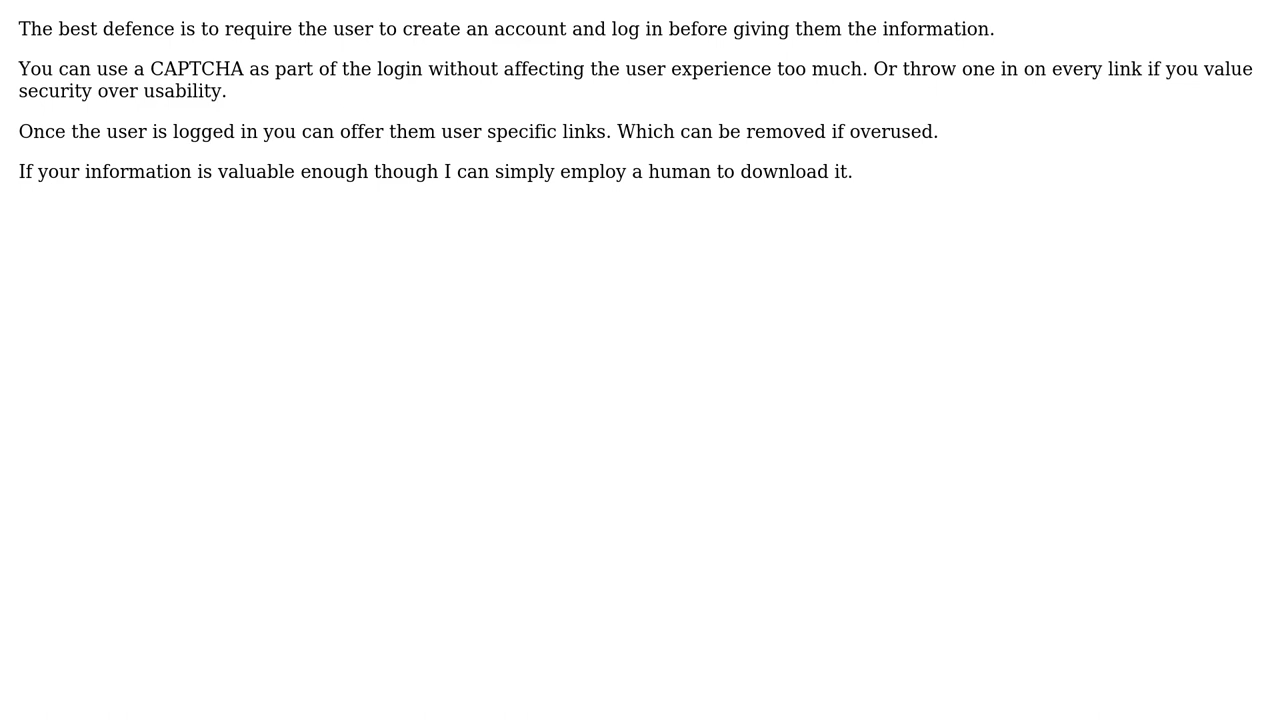 The best defence is to require the user to create an account and log in before giving them the information.
You can use a CAPTCHA as part of the login without affecting the user experience too much. Or throw one in on every link if you value
security over usability.
Once the user is logged in you can offer them user specific links. Which can be removed if overused.
If your information is valuable enough though I can simply employ a human to download it.